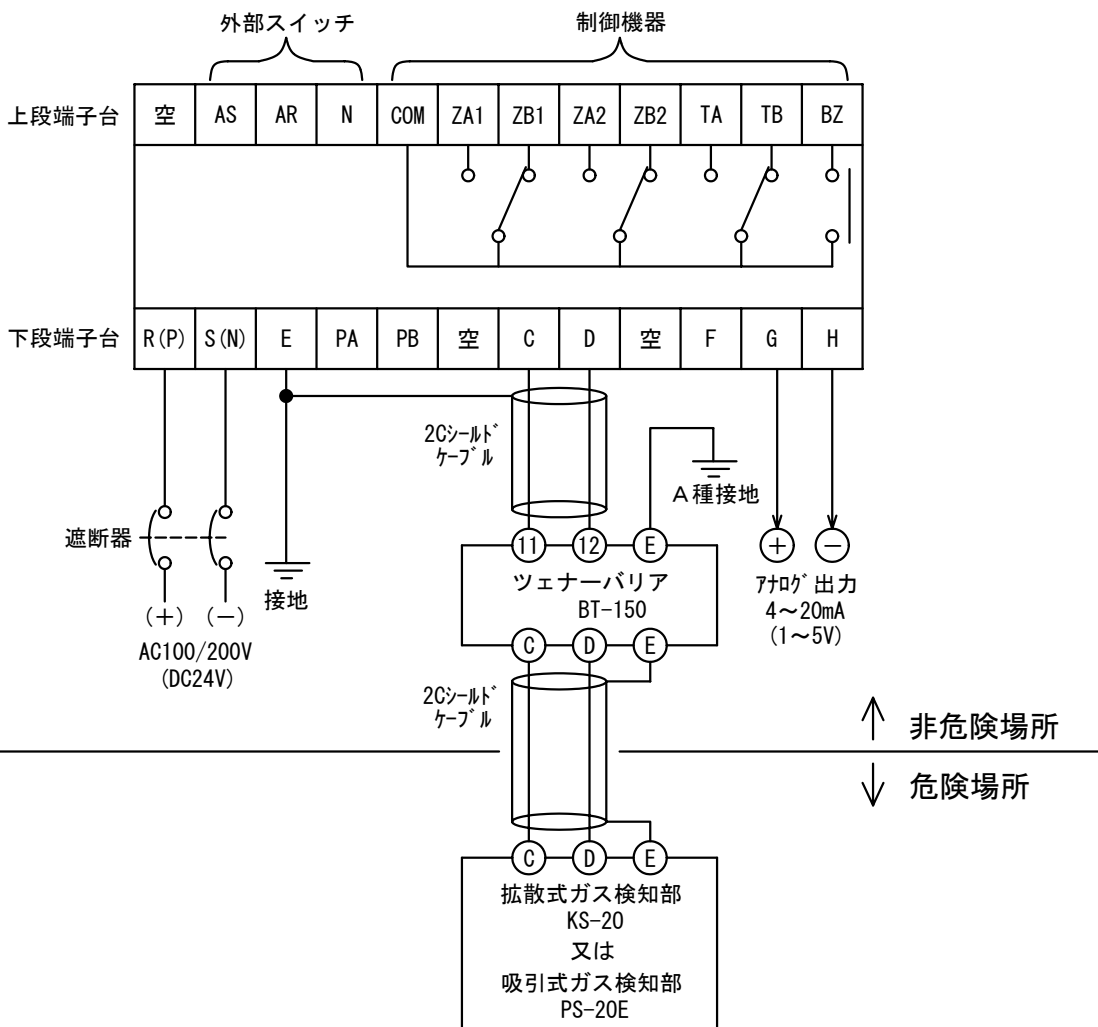 外部スイッチ
制御機器
上段端子台
空 AS AR N COM ZA1 ZB1 ZA2 ZB2 TA TB BZ
下段端子台
R(P) S(N) E PA PB 空 C D 空 F G H
2Cシールド
ケーブル
A種接地
遮断器
接地
(+) (−)
AC100/200V
(DC24V)
11 12 E
ツェナーバリア
BT-150
C D E
+ −
アナログ出力
4～20mA
(1～5V)
2Cシールド
ケーブル
↑ 非危険場所
↓ 危険場所
C D E
拡散式ガス検知部
KS-20
又は
吸引式ガス検知部
PS-20E